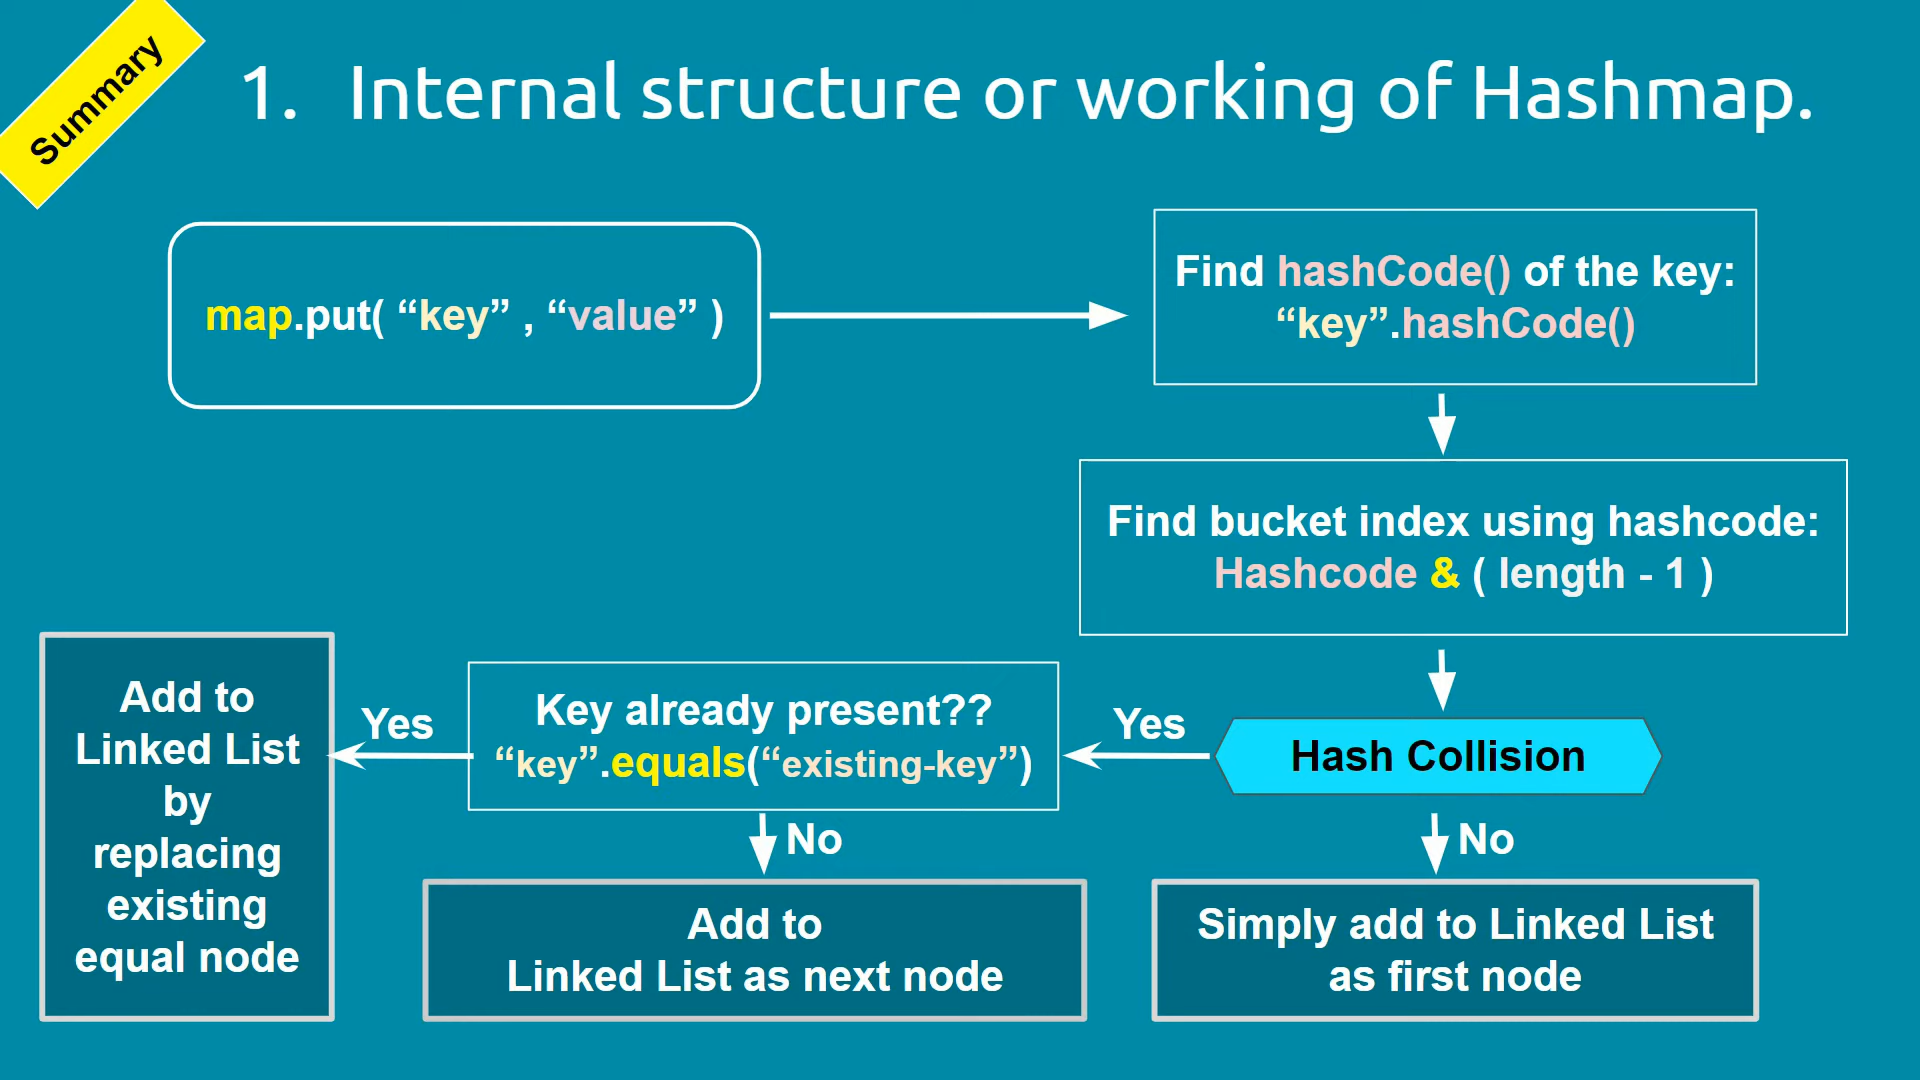 Summary
1. Internal structure or working of Hashmap.
map.put( “key” , “value” )
Find hashCode() of the key:
“key”.hashCode()
Find bucket index using hashcode:
Hashcode & ( length - 1 )
Hash Collision
Yes
No
Key already present??
“key”.equals(“existing-key”)
Yes
No
Add to
Linked List
by
replacing
existing
equal node
Add to
Linked List as next node
Simply add to Linked List
as first node